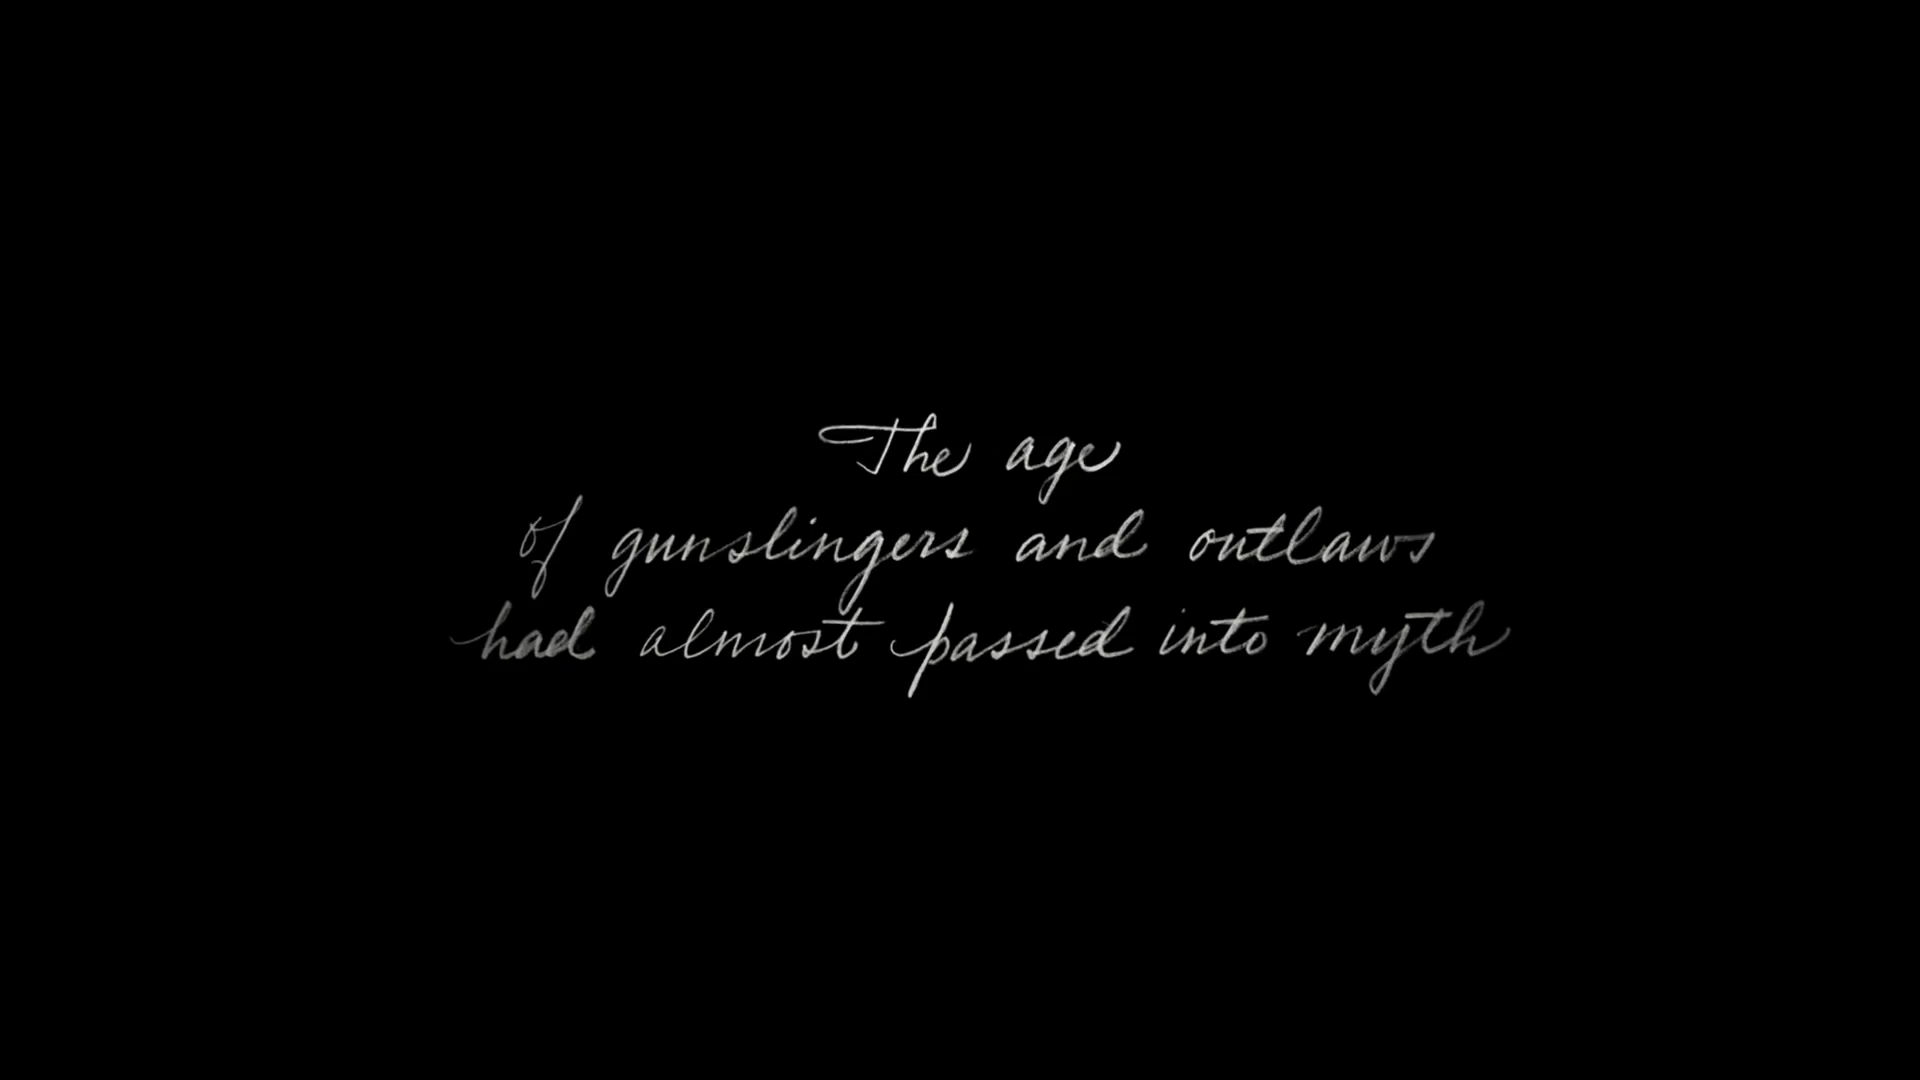 The age
of gunslingers and outlaws
had almost passed into myth